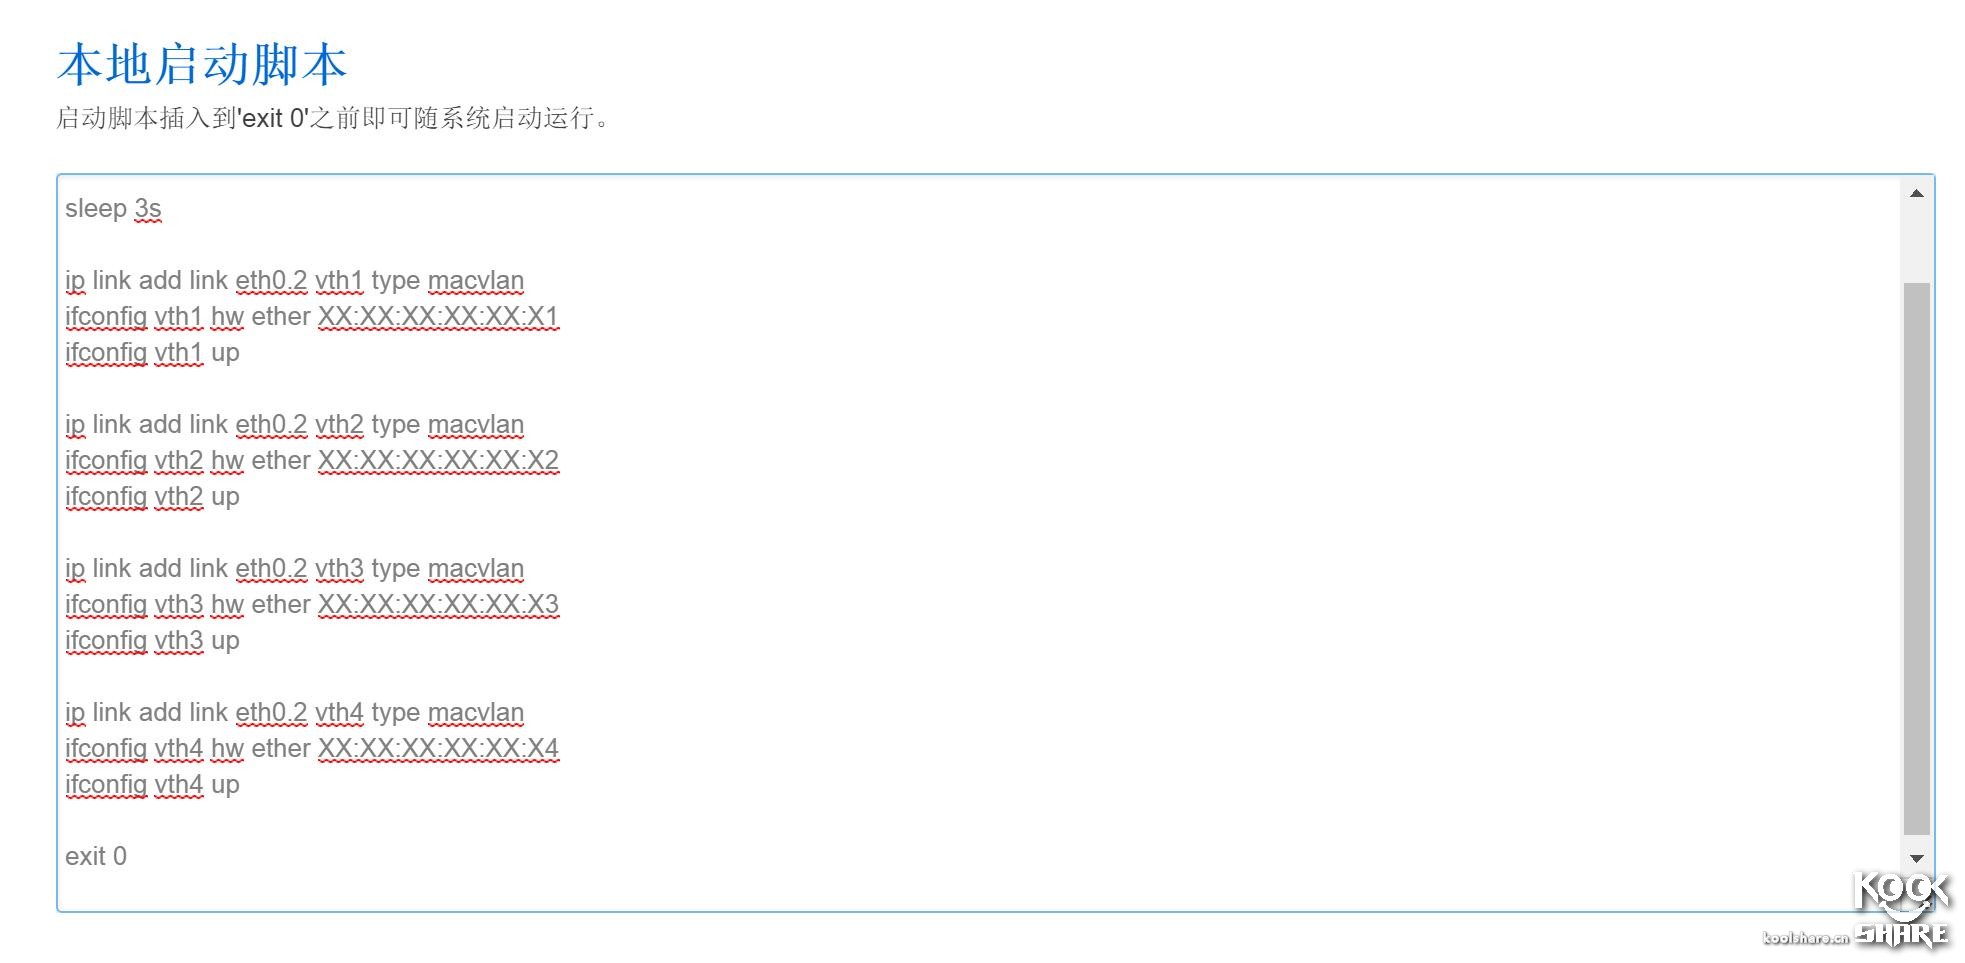 本地启动脚本
启动脚本插入到'exit 0'之前即可随系统启动运行。
sleep 3s
ip link add link eth0.2 vth1 type macvlan
ifconfig vth1 hw ether XX:XX:XX:XX:XX:X1
ifconfig vth1 up
ip link add link eth0.2 vth2 type macvlan
ifconfig vth2 hw ether XX:XX:XX:XX:XX:X2
ifconfig vth2 up
ip link add link eth0.2 vth3 type macvlan
ifconfig vth3 hw ether XX:XX:XX:XX:XX:X3
ifconfig vth3 up
ip link add link eth0.2 vth4 type macvlan
ifconfig vth4 hw ether XX:XX:XX:XX:XX:X4
ifconfig vth4 up
exit 0
koolshare.cn SHARE